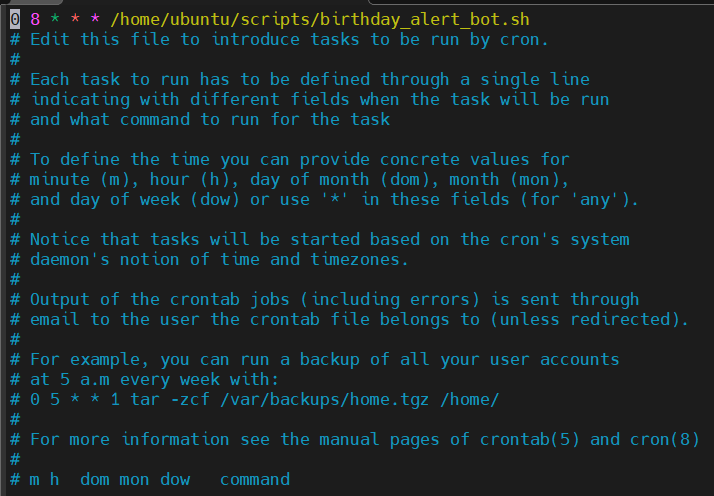 0 8 * * * /home/ubuntu/scripts/birthday_alert_bot.sh
# Edit this file to introduce tasks to be run by cron.
#
# Each task to run has to be defined through a single line
# indicating with different fields when the task will be run
# and what command to run for the task
#
# To define the time you can provide concrete values for
# minute (m), hour (h), day of month (dom), month (mon),
# and day of week (dow) or use '*' in these fields (for 'any').
#
# Notice that tasks will be started based on the cron's system
# daemon's notion of time and timezones.
#
# Output of the crontab jobs (including errors) is sent through
# email to the user the crontab file belongs to (unless redirected).
#
# For example, you can run a backup of all your user accounts
# at 5 a.m every week with:
# 0 5 * * 1 tar -zcf /var/backups/home.tgz /home/
#
# For more information see the manual pages of crontab(5) and cron(8)
#
# m h  dom mon dow   command